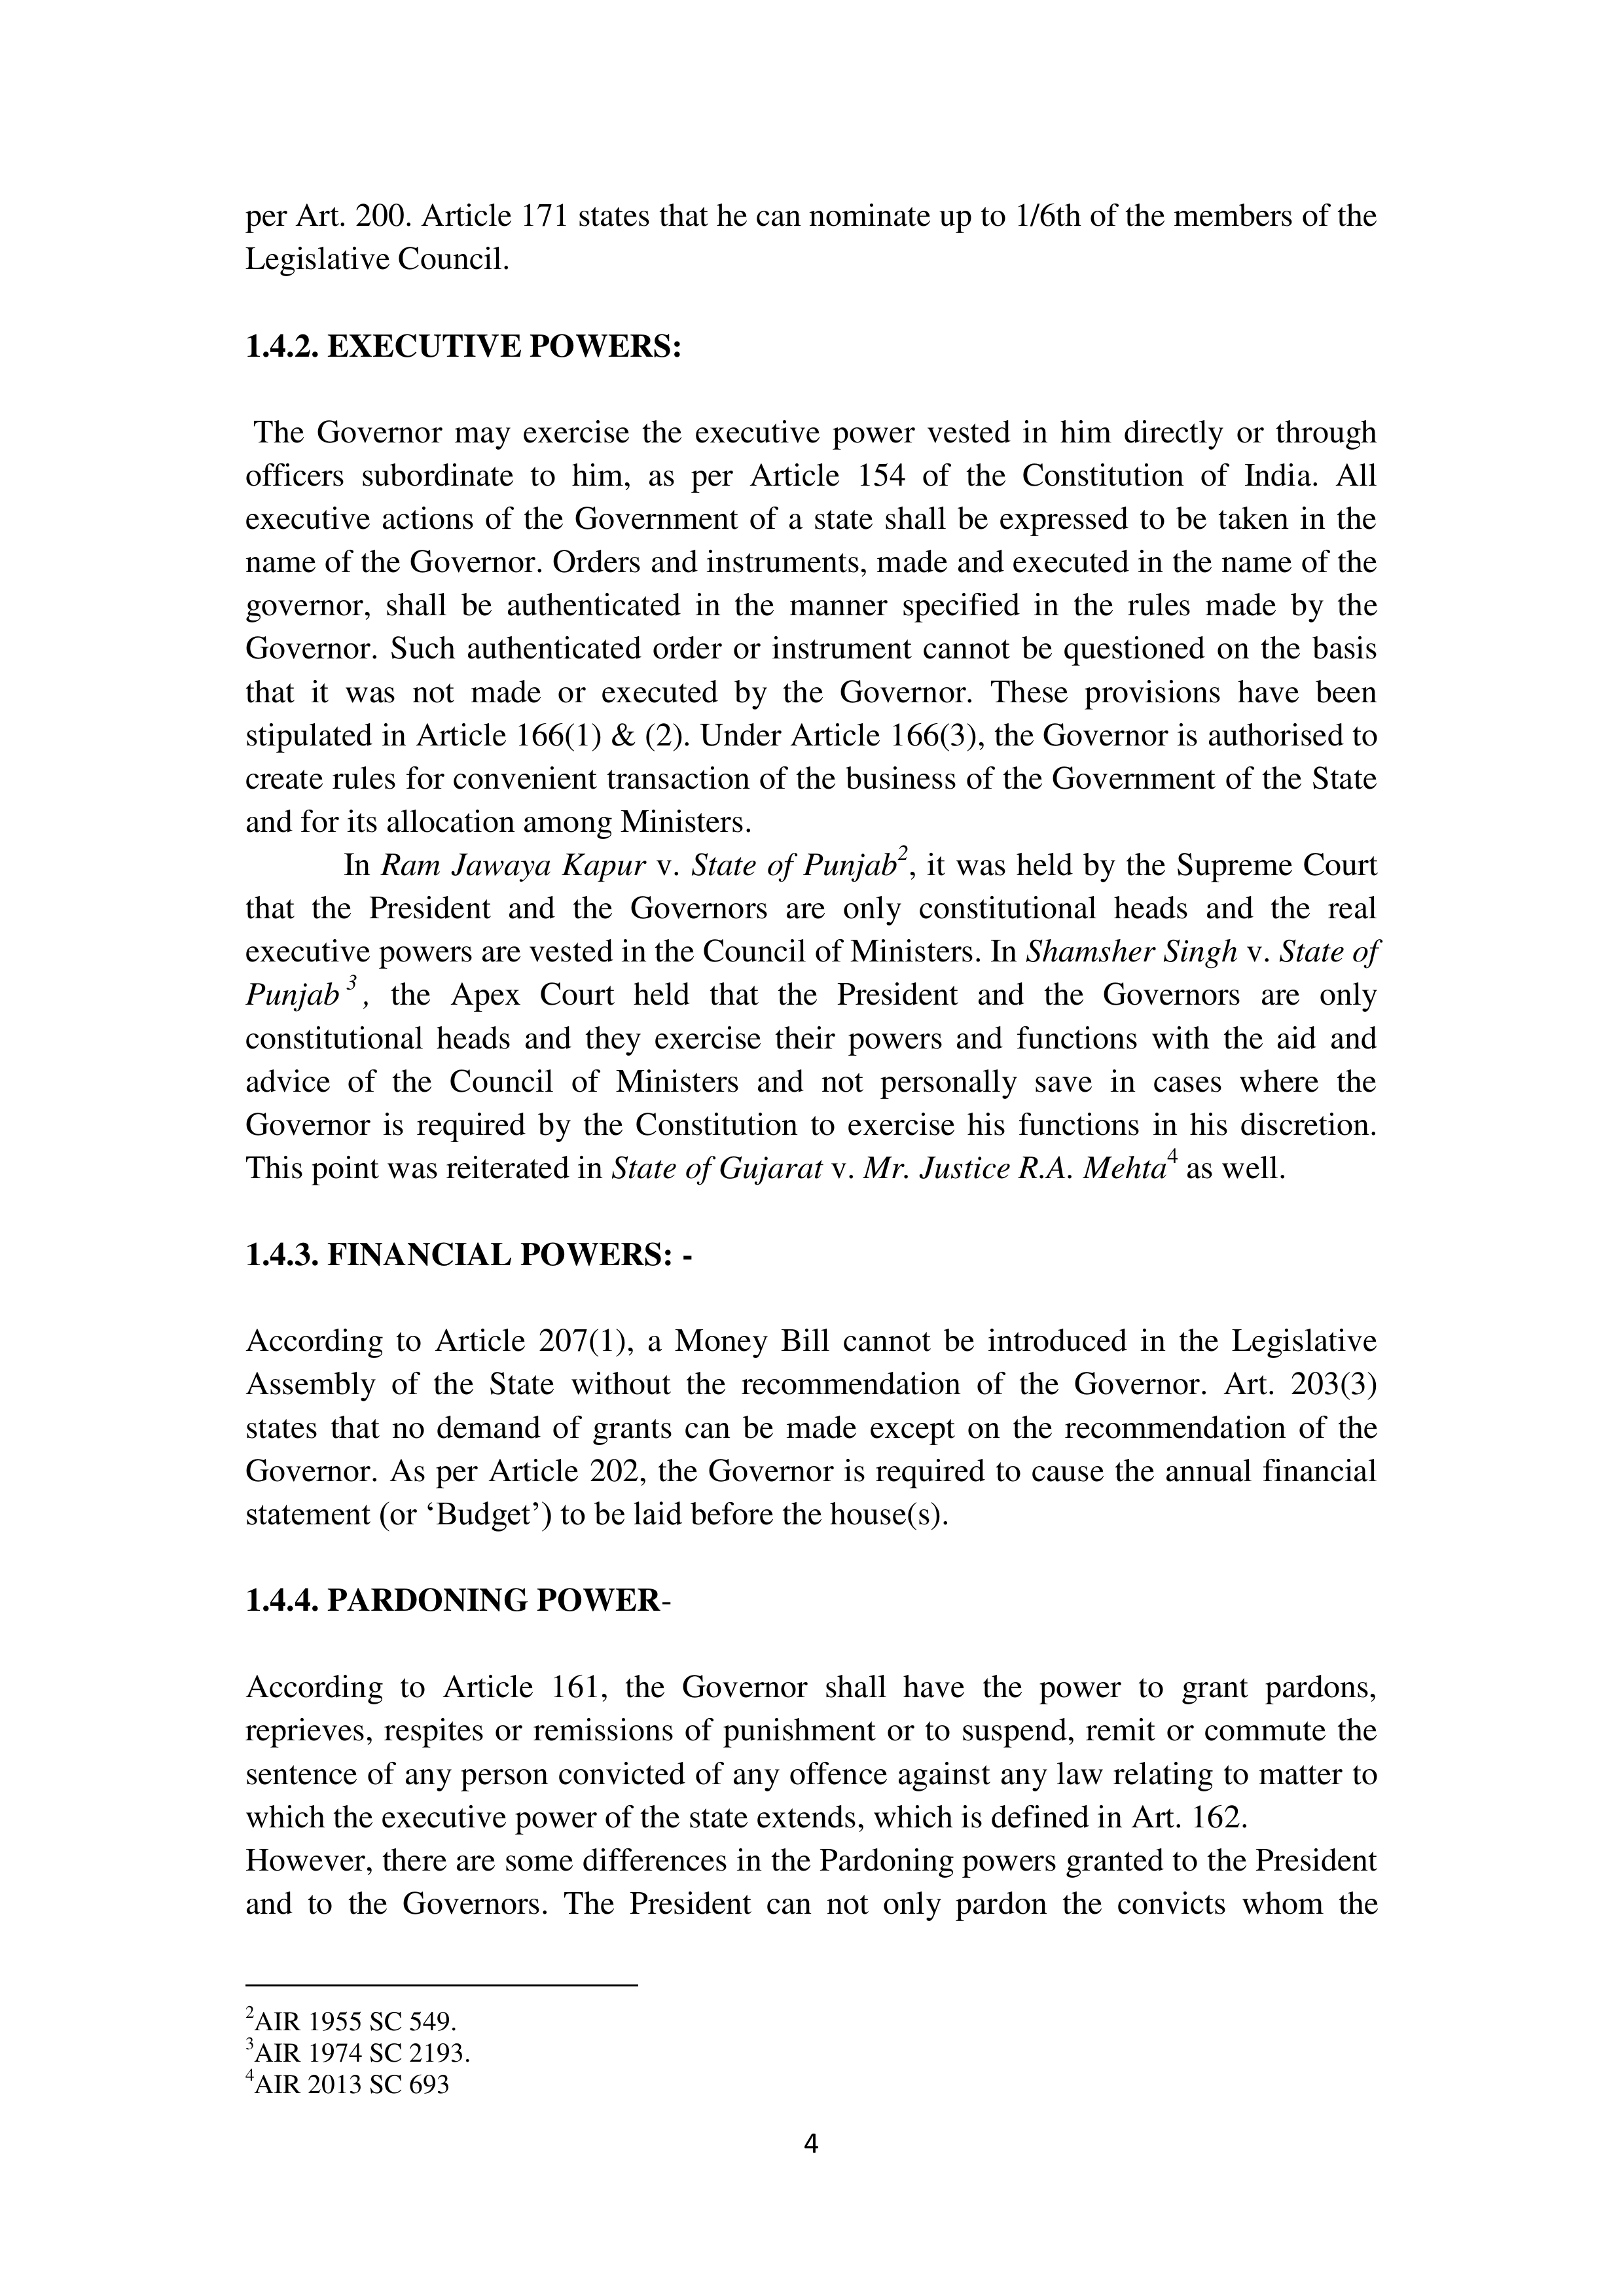 per Art. 200. Article 171 states that he can nominate up to 1/6th of the members of the
Legislative Council.
1.4.2. EXECUTIVE POWERS:
The Governor may exercise the executive power vested in him directly or through
officers subordinate to him, as per Article 154 of the Constitution of India. All
executive actions of the Government of a state shall be expressed to be taken in the
name of the Governor. Orders and instruments, made and executed in the name of the
governor, shall be authenticated in the manner specified in the rules made by the
Governor. Such authenticated order or instrument cannot be questioned on the basis
that it was not made or executed by the Governor. These provisions have been
stipulated in Article 166(1) & (2). Under Article 166(3), the Governor is authorised to
create rules for convenient transaction of the business of the Government of the State
and for its allocation among Ministers.
In Ram Jawaya Kapur v. State of Punjab2, it was held by the Supreme Court
that the President and the Governors are only constitutional heads and the real
executive powers are vested in the Council of Ministers. In Shamsher Singh v. State of
Punjab 3, the Apex Court held that the President and the Governors are only
constitutional heads and they exercise their powers and functions with the aid and
advice of the Council of Ministers and not personally save in cases where the
Governor is required by the Constitution to exercise his functions in his discretion.
This point was reiterated in State of Gujarat v. Mr. Justice R.A. Mehta4 as well.
1.4.3. FINANCIAL POWERS: -
According to Article 207(1), a Money Bill cannot be introduced in the Legislative
Assembly of the State without the recommendation of the Governor. Art. 203(3)
states that no demand of grants can be made except on the recommendation of the
Governor. As per Article 202, the Governor is required to cause the annual financial
statement (or ‘Budget’) to be laid before the house(s).
1.4.4. PARDONING POWER-
According to Article 161, the Governor shall have the power to grant pardons,
reprieves, respites or remissions of punishment or to suspend, remit or commute the
sentence of any person convicted of any offence against any law relating to matter to
which the executive power of the state extends, which is defined in Art. 162.
However, there are some differences in the Pardoning powers granted to the President
and to the Governors. The President can not only pardon the convicts whom the
2AIR 1955 SC 549.
3AIR 1974 SC 2193.
4AIR 2013 SC 693
4